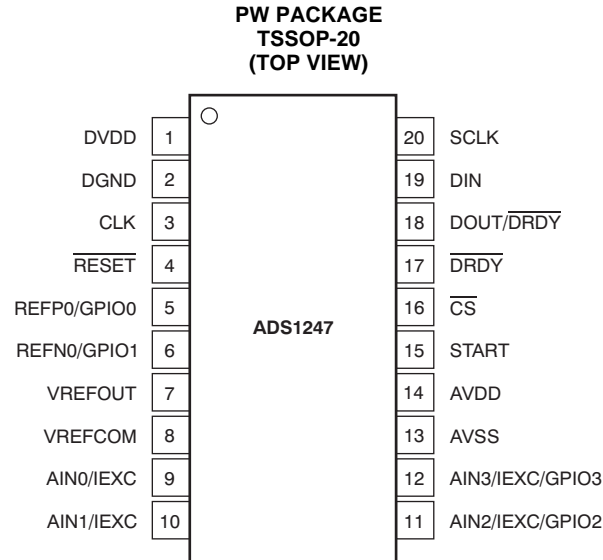 PW PACKAGE
TSSOP-20
(TOP VIEW)
DVDD 1 20 SCLK
DGND 2 19 DIN
CLK 3 18 DOUT/DRDY
RESET 4 17 DRDY
REFP0/GPIO0 5 16 CS
REFN0/GPIO1 6 15 START
ADS1247
VREFOUT 7 14 AVDD
VREFCOM 8 13 AVSS
AIN0/IEXC 9 12 AIN3/IEXC/GPIO3
AIN1/IEXC 10 11 AIN2/IEXC/GPIO2